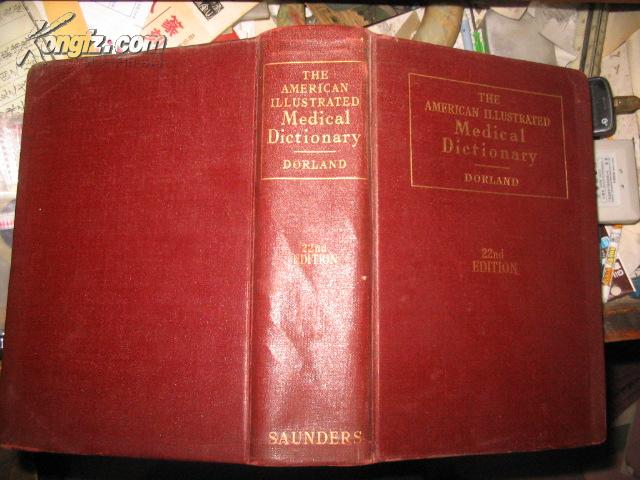 Kongfz.com
THE
AMERICAN
ILLUSTRATED
Medical
Dictionary
DORLAND
22nd
EDITION
SAUNDERS
THE
AMERICAN ILLUSTRATED
Medical
Dictionary
DORLAND
22nd
EDITION